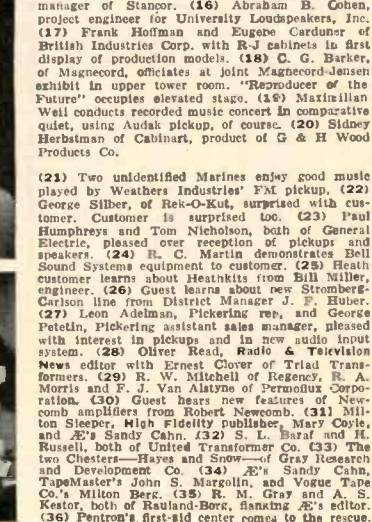 manager of Stancor. (16) Abraham B. Cohen,
project engineer for University Loudspeakers, Inc.
(17) Frank Hoffman and Eugene Carduner of
British Industries Corp. with R-J cabinets in first
display of production models. (18) C. G. Barker,
of Magnecord, officiates at joint Magnecord-Jensen
exhibit in upper tower room. "Reproducer of the
Future" occupies elevated stage. (19) Maximilian
Weil conducts recorded music concert in comparative
quiet, using Audak pickup, of course. (20) Sidney
Herbstman of Cabinart, product of G & H Wood
Products Co.
(21) Two unidentified Marines enjoy good music
played by Weathers Industries' FM pickup, (22)
George Silber, of Rek-O-Kut, surprised with cus-
tomer. Customer is surprised too. (23) Paul
Humphreys and Tom Nicholson, both of General
Electric, pleased over reception of pickups and
speakers. (24) R. C. Martin demonstrates Bell
Sound Systems equipment to customer. (25) Heath
customer learns about Heathkits from Bill Miller,
engineer. (26) Guest learns about new Stromberg-
Carlson line from District Manager J. F. Huber.
(27) Leon Adelman, Pickering rep, and George
Petetin, Pickering assistant sales manager, pleased
with interest in pickups and in new audio input
system. (28) Oliver Read, Radio & Television
News editor with Ernest Clover of Triad Trans-
formers. (29) R. W. Mitchell of Regency, R. A.
Morris and F. J. Van Alstyne of Permoflux Corpo-
ration. (30) Guest hears new features of New-
comb amplifiers from Robert Newcomb. (31] Mil-
ton Sleeper, High Fidelity publisher, Mary Coyle,
and Æ's Sandy Cahn. (32) S. L. Baraf and H.
Russell, both of United Transformer Co. (33) The
two Chesters—Hayes and Snow—of Gray Research
and Development Co. (34) Æ's Sandy Cahn,
TapeMaster's John S. Margolin, and Vogue Tape
Co.'s Milton Berg. (35) R. M. Gray and A. S.
Kestor, both of Rauland-Borg, flanking Æ's editor.
(36) Pentron's first-aid center comes to the rescue,